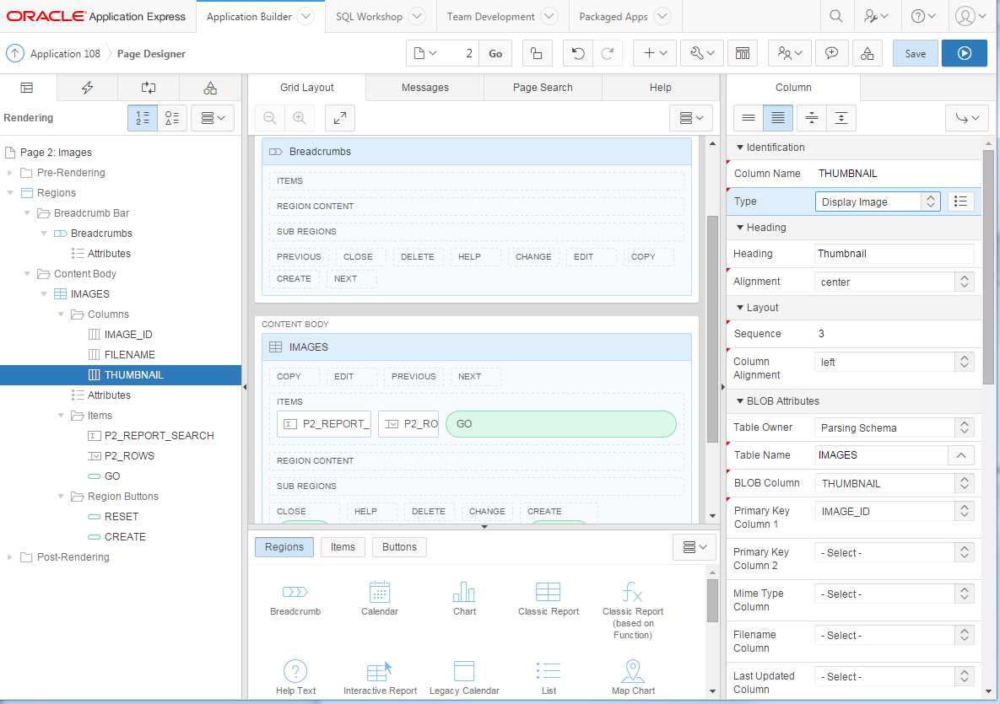 ORACLE Application Express
Application Builder
SQL Workshop
Team Development
Packaged Apps
Application 108
Page Designer
2
Go
Save
Rendering
Page 2: Images
Pre-Rendering
Regions
Breadcrumb Bar
Breadcrumbs
Attributes
Content Body
IMAGES
Columns
IMAGE_ID
FILENAME
THUMBNAIL
Attributes
Items
P2_REPORT_SEARCH
P2_ROWS
GO
Region Buttons
RESET
CREATE
Post-Rendering
Grid Layout
Messages
Page Search
Help
Breadcrumbs
ITEMS
REGION CONTENT
SUB REGIONS
PREVIOUS CLOSE DELETE HELP CHANGE EDIT COPY
CREATE NEXT
CONTENT BODY
IMAGES
COPY EDIT PREVIOUS NEXT
ITEMS
P2_REPORT_ P2_RO GO
REGION CONTENT
SUB REGIONS
CLOSE HELP DELETE CHANGE CREATE
Regions Items Buttons
Breadcrumb
Calendar
Chart
Classic Report
Classic Report
(based on
Function)
Help Text
Interactive Report
Legacy Calendar
List
Map Chart
Column
Identification
Column Name THUMBNAIL
Type Display Image
Heading
Heading Thumbnail
Alignment center
Layout
Sequence 3
Column
Alignment
left
BLOB Attributes
Table Owner Parsing Schema
Table Name IMAGES
BLOB Column THUMBNAIL
Primary Key
Column 1
IMAGE_ID
Primary Key
Column 2
- Select -
Mime Type
Column
- Select -
Filename
Column
- Select -
Last Updated
Column
- Select -